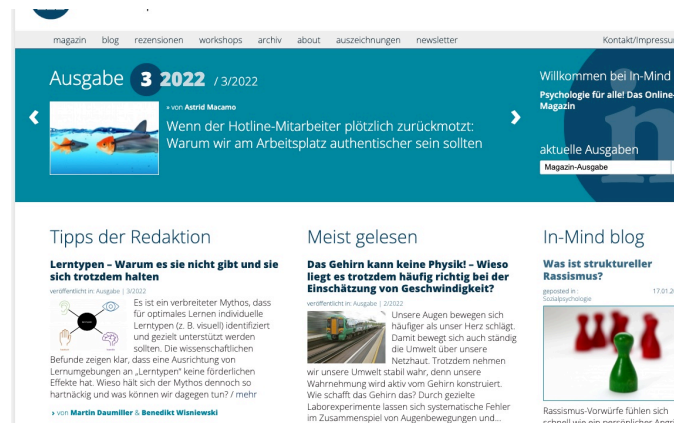 magazin blog rezensionen workshops archiv about auszeichnungen newsletter
Ausgabe 3 2022 / 3/2022
» von Astrid Macamo
Wenn der Hotline-Mitarbeiter plötzlich zurückmotzt:
Warum wir am Arbeitsplatz authentischer sein sollten
Willkommen bei In-Mind
Psychologie für alle! Das Online-
Magazin
aktuelle Ausgaben
Magazin-Ausgabe
Tipps der Redaktion
Lerntypen – Warum es sie nicht gibt und sie
sich trotzdem halten
veröffentlicht in: Ausgabe | 3/2022
Es ist ein verbreiteter Mythos, dass
für optimales Lernen individuelle
Lerntypen (z. B. visuell) identifiziert
und gezielt unterstützt werden
sollten. Die wissenschaftlichen
Befunde zeigen klar, dass eine Ausrichtung von
Lernumgebungen an „Lerntypen“ keine förderlichen
Effekte hat. Wieso hält sich der Mythos dennoch so
hartnäckig und was können wir dagegen tun? / mehr
› von Martin Daumiller & Benedikt Wisniewski
Meist gelesen
Das Gehirn kann keine Physik! – Wieso
liegt es trotzdem häufig richtig bei der
Einschätzung von Geschwindigkeit?
veröffentlicht in: Ausgabe | 2/2022
Unsere Augen bewegen sich
häufiger als unser Herz schlägt.
Damit bewegt sich auch ständig
die Umwelt über unsere
Netzhaut. Trotzdem nehmen
wir unsere Umwelt stabil wahr, denn unsere
Wahrnehmung wird aktiv vom Gehirn konstruiert.
Wie schafft das Gehirn das? Durch gezielte
Laborexperimente lassen sich systematische Fehler
im Zusammenspiel von Augenbewegungen und...
In-Mind blog
Was ist struktureller
Rassismus?
geposted in :
Sozialpsychologie
Rassismus-Vorwürfe fühlen sich